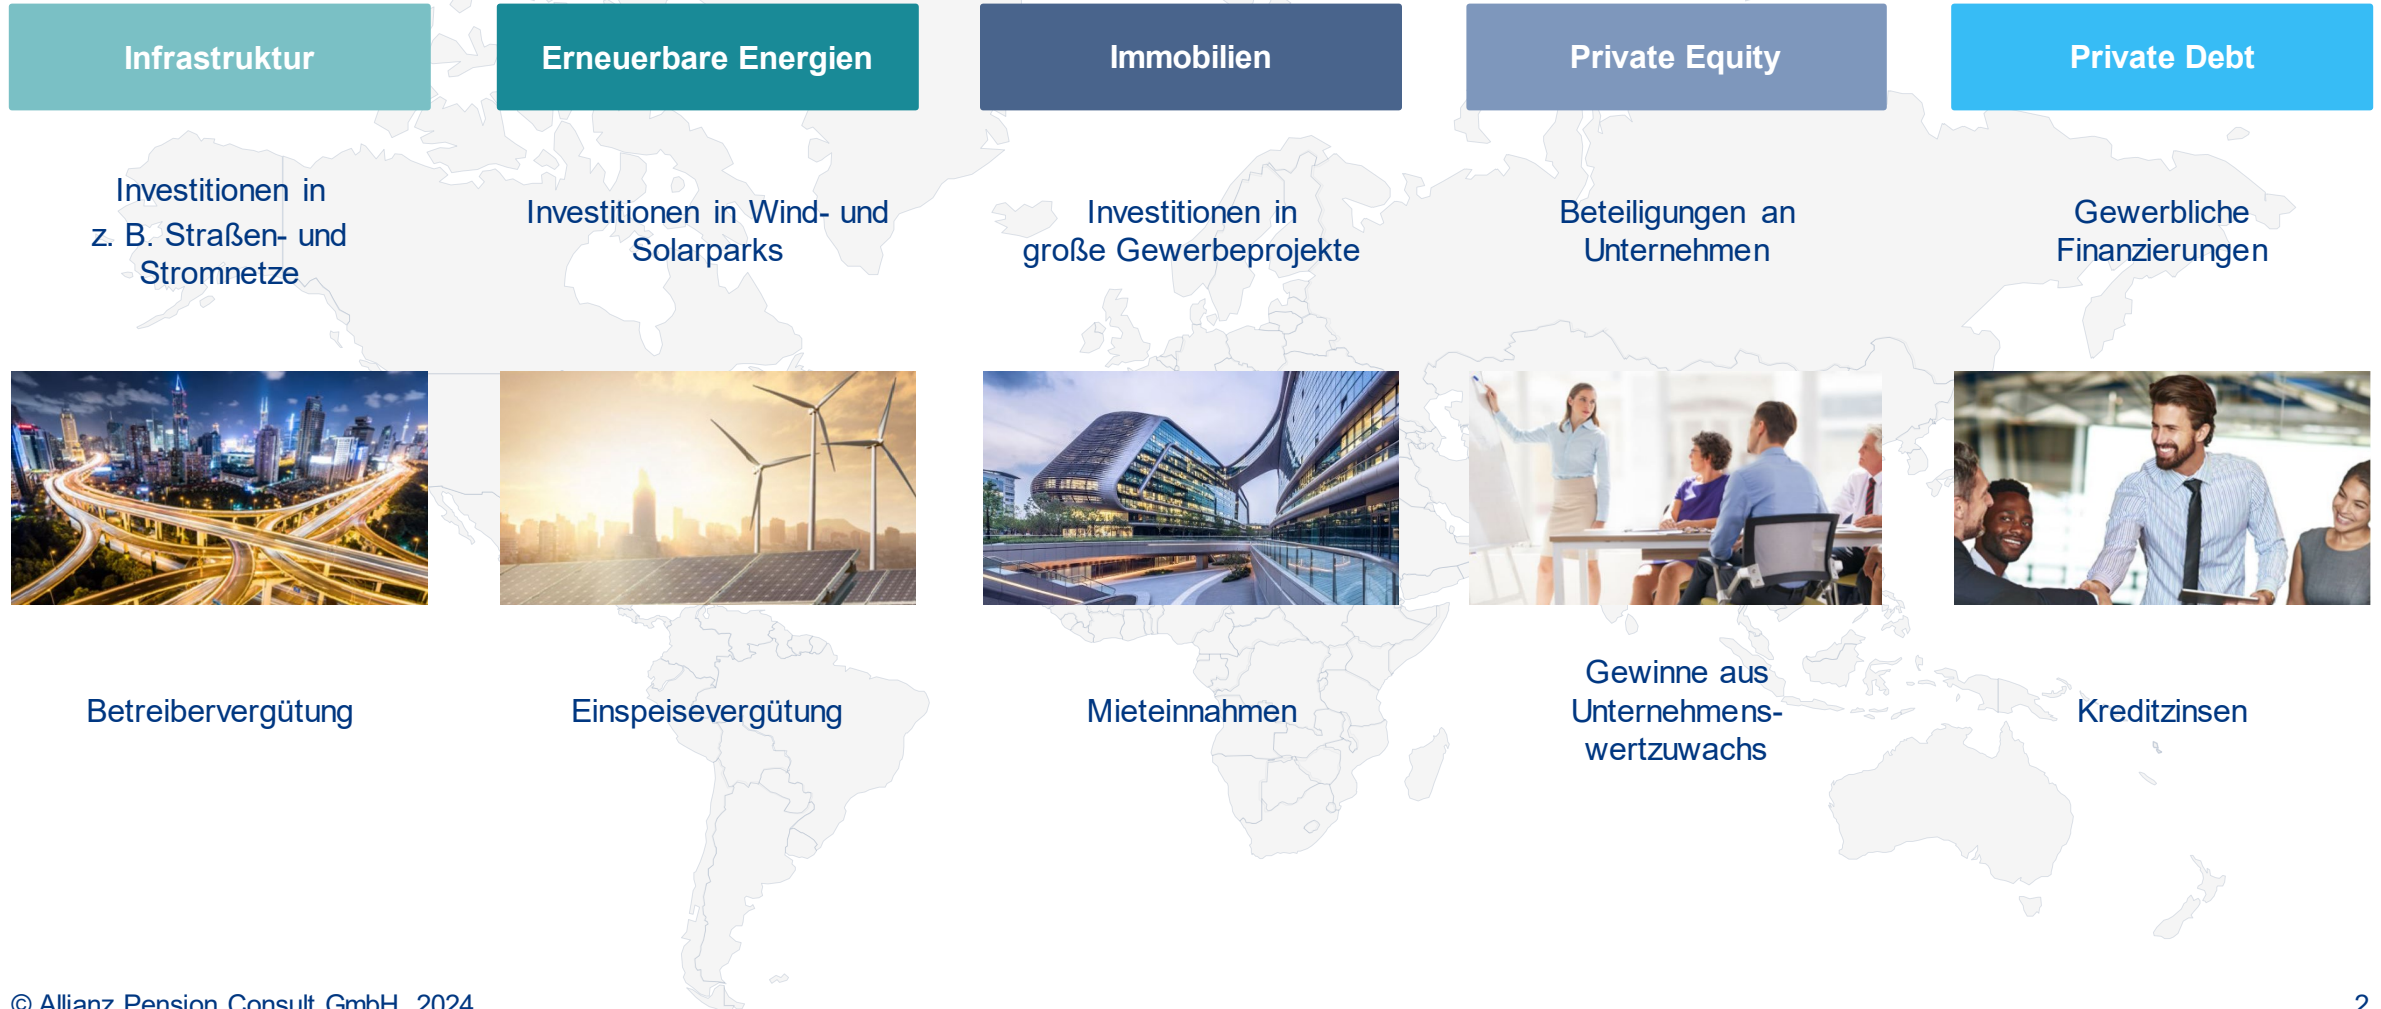 Infrastruktur
Erneuerbare Energien
Immobilien
Private Equity
Private Debt
Investitionen in
z. B. Straßen- und
Stromnetze
Investitionen in Wind- und
Solarparks
Investitionen in
große Gewerbeprojekte
Beteiligungen an
Unternehmen
Gewerbliche
Finanzierungen
Betreibervergütung
Einspeisevergütung
Mieteinnahmen
Gewinne aus
Unternehmens-
wertzuwachs
Kreditzinsen
© Allianz Pension Consult GmbH 2024
2